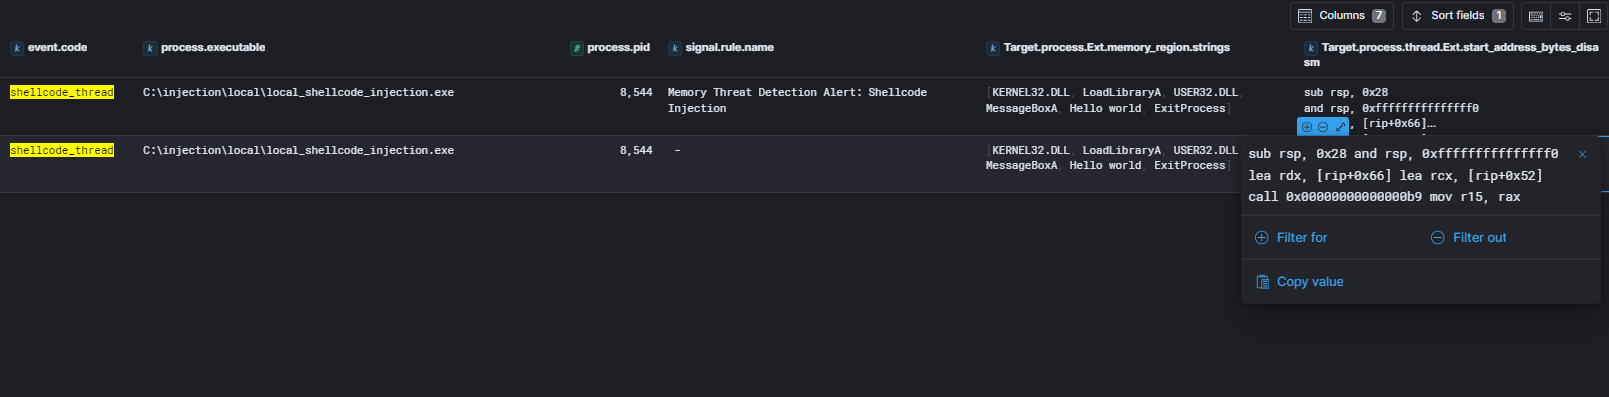 Columns 7 Sort fields 1
k event.code k process.executable # process.pid k signal.rule.name k Target.process.Ext.memory_region.strings k Target.process.thread.Ext.start_address_bytes_disa
sm
shellcode_thread C:\injection\local\local_shellcode_injection.exe 8,544 Memory Threat Detection Alert: Shellcode [KERNEL32.DLL, LoadLibraryA, USER32.DLL, sub rsp, 0x28
Injection MessageBoxA, Hello world, ExitProcess] and rsp, 0xfffffffffffffff0
, [rip+0x66]…
shellcode_thread C:\injection\local\local_shellcode_injection.exe 8,544 – [KERNEL32.DLL, LoadLibraryA, USER32.DLL
MessageBoxA, Hello world, ExitProcess]
sub rsp, 0x28 and rsp, 0xfffffffffffffff0
lea rdx, [rip+0x66] lea rcx, [rip+0x52]
call 0x00000000000000b9 mov r15, rax
Filter for Filter out
Copy value